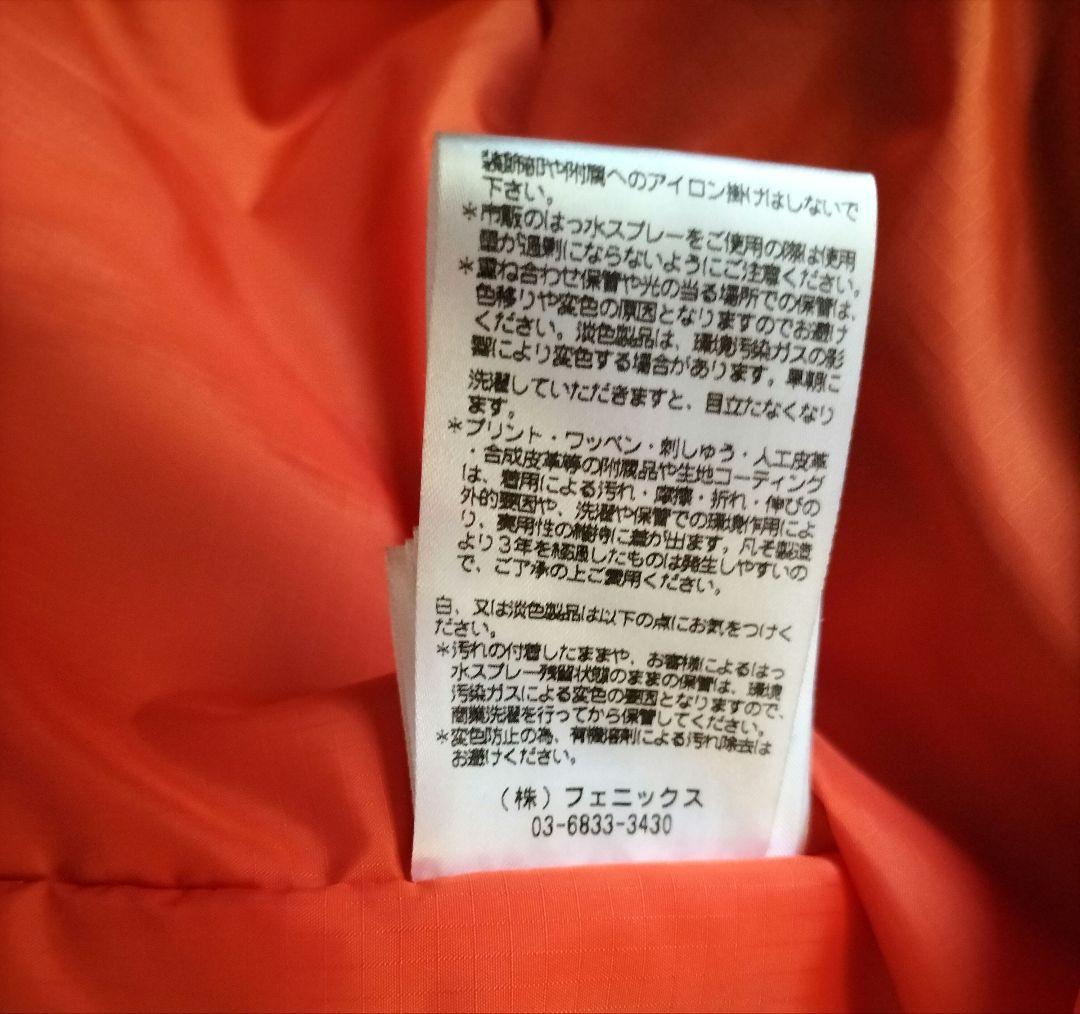 装飾部や附属へのアイロン掛けはしないで
下さい。
*市販のはっ水スプレーをご使用の際は使用
量が過剰にならないようにご注意ください。
*重ね合わせ保管や光の当る場所での保管は、
色移りや変色の原因となりますのでお避け
ください。淡色製品は、環境汚染ガスの影
響により変色する場合があります。早期に
洗濯していただきますと、目立たなくなり
ます。
*プリント・ワッペン・刺しゅう・人工皮革
・合成皮革等の附属品や生地コーティング
は、着用による汚れ・摩擦・折れ・伸びの
外的要因や、洗濯や保管での環境作用によ
り、実用性の維持に差が出ます。凡そ製造
より3年を経過したものは発生しやすいの
で、ご了承の上ご愛用ください。
白、又は淡色製品は以下の点にお気をつけく
ださい。
*汚れの付着したままや、お客様によるはっ
水スプレー残留状態のままの保管は、環境
汚染ガスによる変色の要因となりますので、
商業洗濯を行ってから保管してください。
*変色防止の為、有機溶剤による汚れ除去は
お避けください。
(株)フェニックス
03-6833-3430